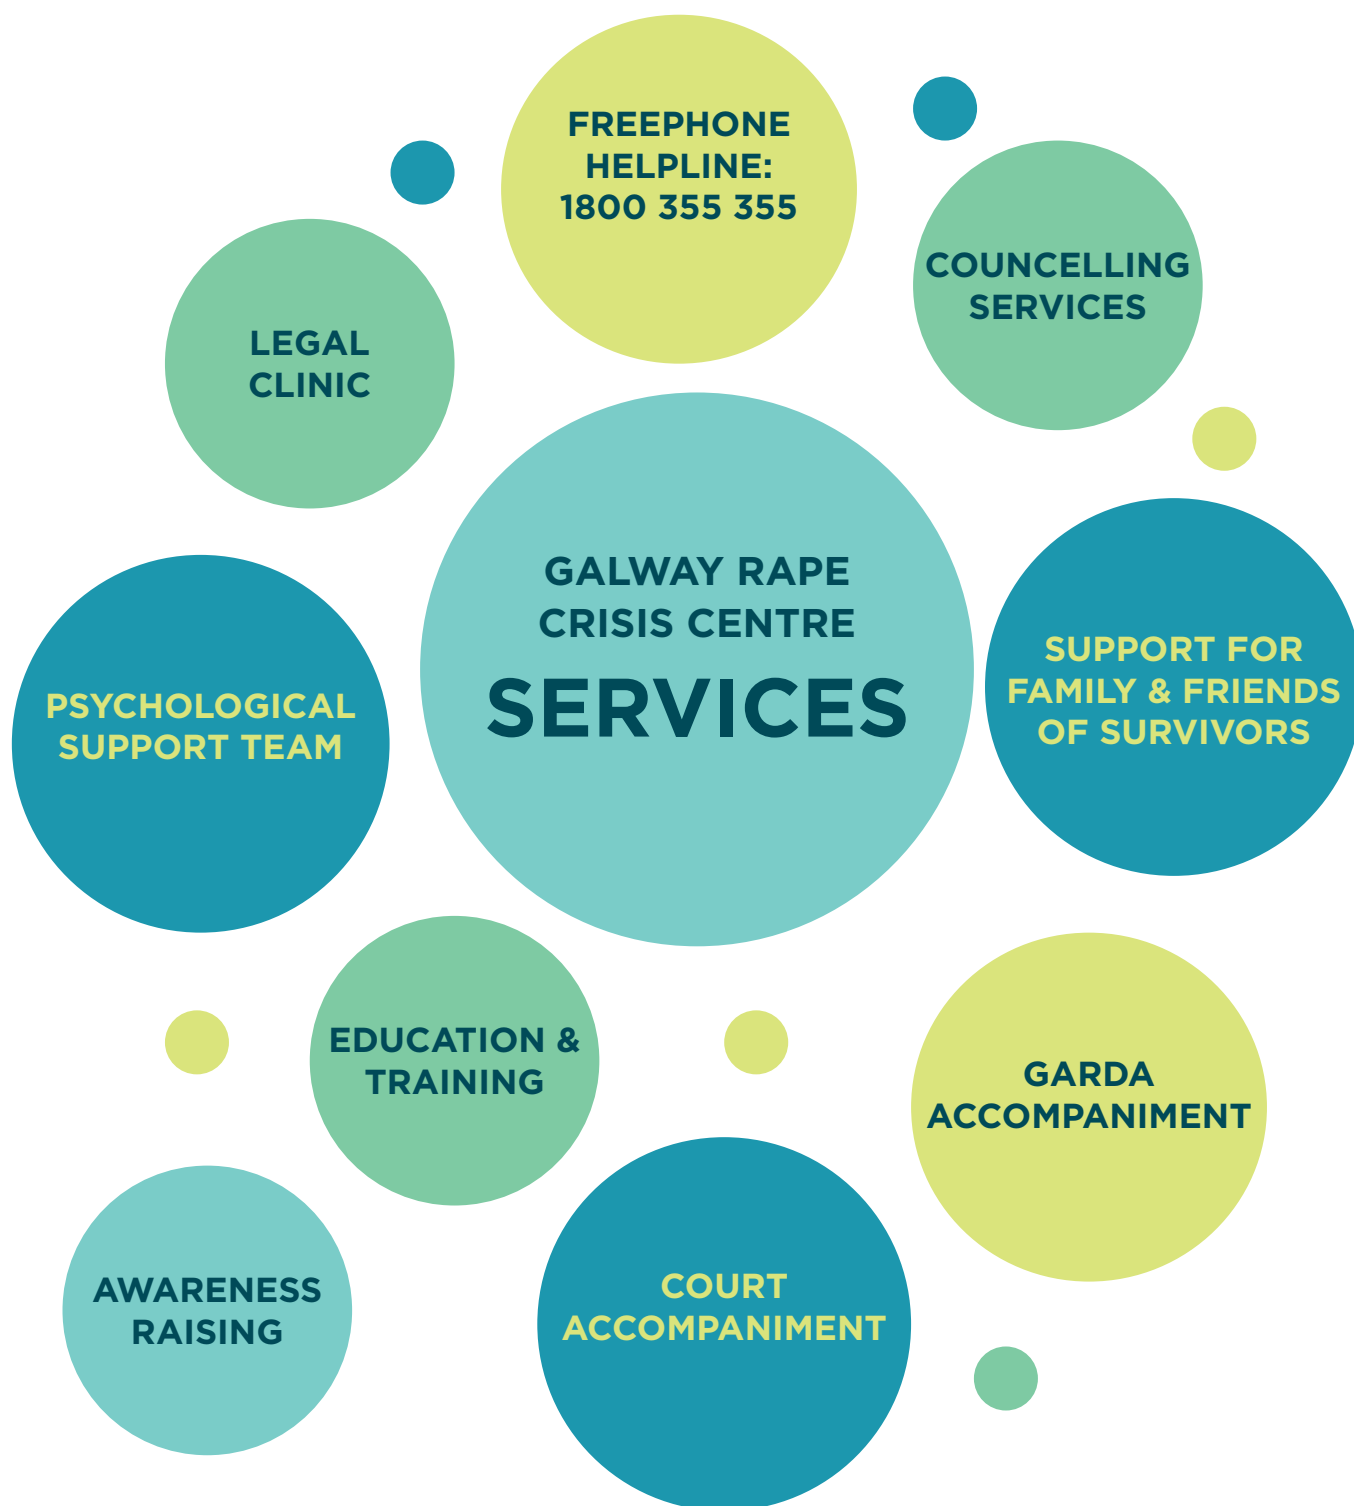 FREEPHONE
HELPLINE:
1800 355 355
COUNCELLING
SERVICES
LEGAL
CLINIC
GALWAY RAPE
CRISIS CENTRE
SERVICES
SUPPORT FOR
FAMILY & FRIENDS
OF SURVIVORS
PSYCHOLOGICAL
SUPPORT TEAM
EDUCATION &
TRAINING
GARDA
ACCOMPANIMENT
AWARENESS
RAISING
COURT
ACCOMPANIMENT